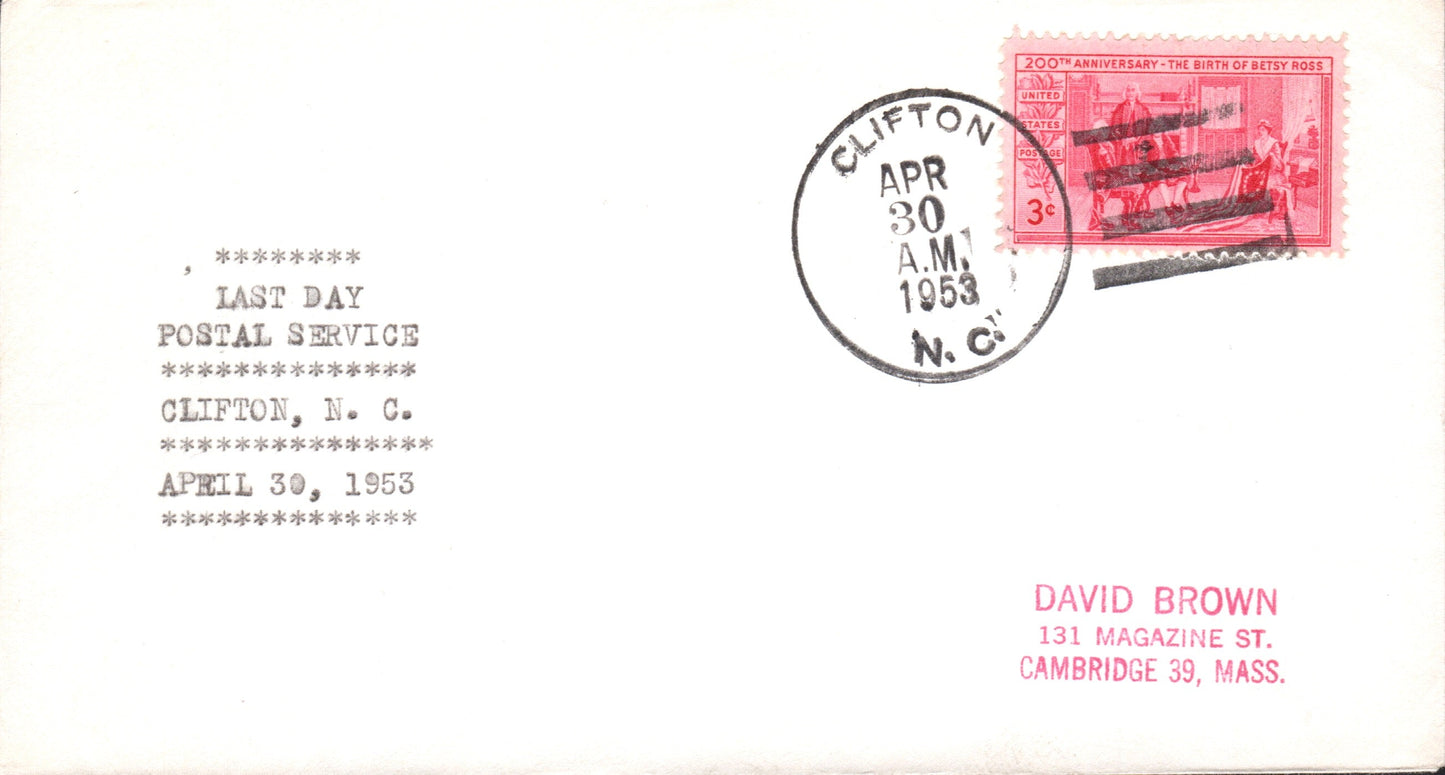 200TH ANNIVERSARY - THE BIRTH OF BETSY ROSS
UNITED
STATES
POSTAGE
3¢
CLIFTON
APR
30
A.M.
1953
N. C.
********
LAST DAY
POSTAL SERVICE
**************
CLIFTON, N. C.
***************
APRIL 30, 1953
**************
DAVID BROWN
131 MAGAZINE ST.
CAMBRIDGE 39, MASS.